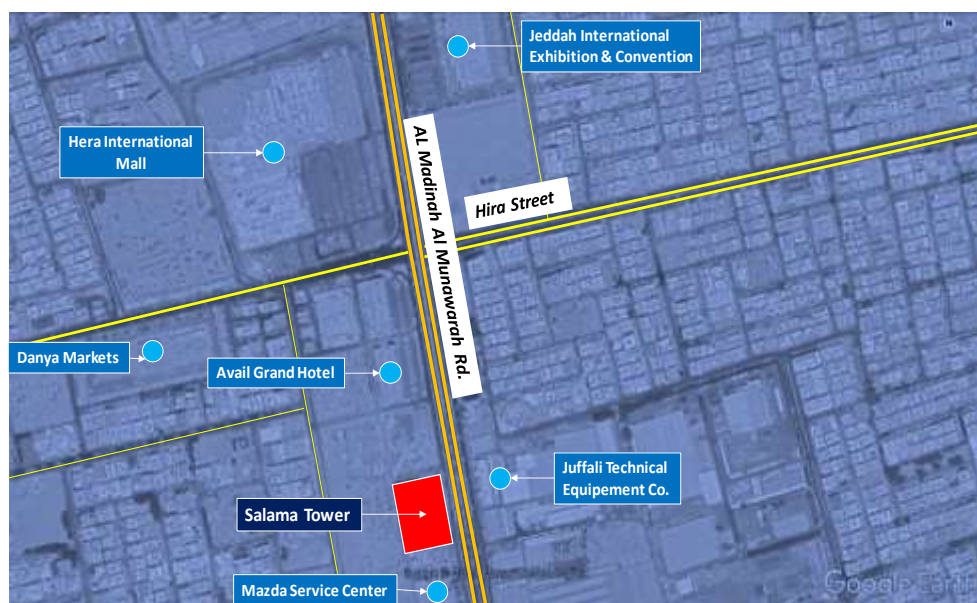 Jeddah International
Exhibition & Convention
Hera International
Mall
AL Madinah Al Munawarah Rd.
Hira Street
Danya Markets
Avail Grand Hotel
Juffali Technical
Equipement Co.
Salama Tower
Mazda Service Center
Google Earth